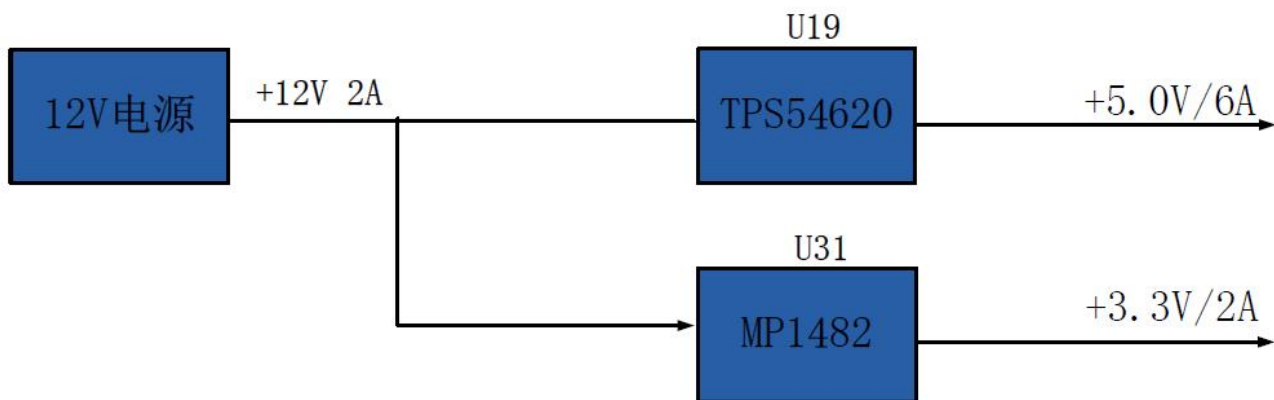 12V电源
+12V 2A
U19
TPS54620
+5.0V/6A
U31
MP1482
+3.3V/2A